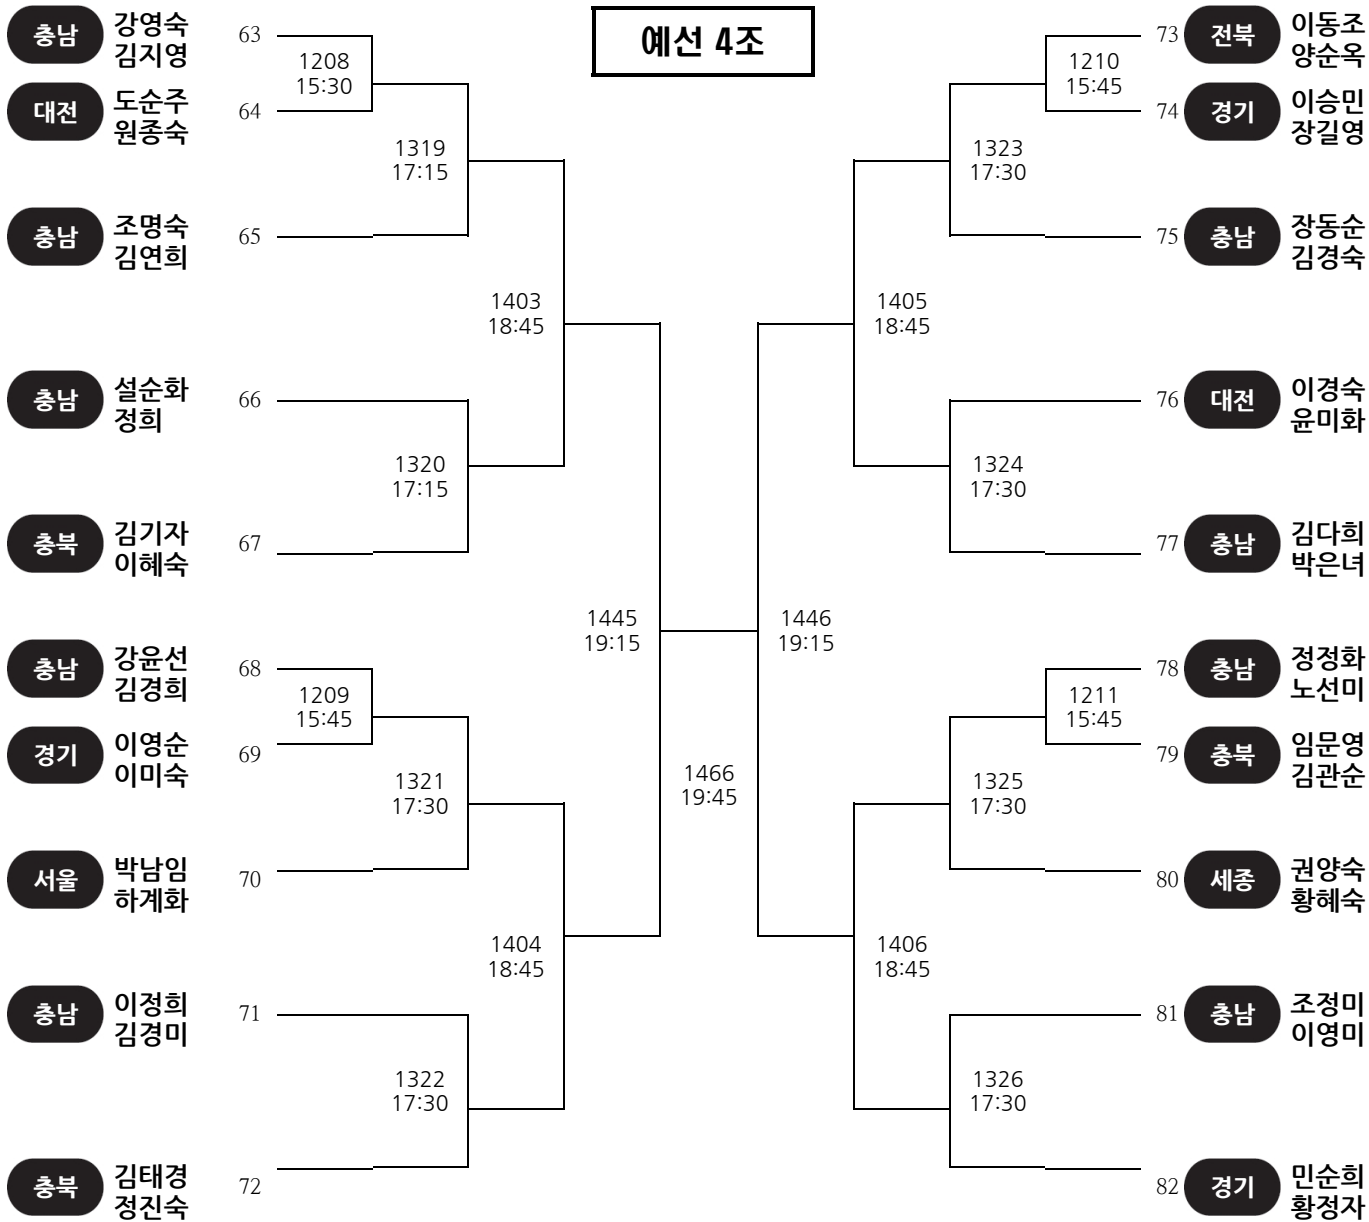 예선 4조
충남
강영숙
김지영
63
1208
15:30
대전
도순주
원종숙
64
1319
17:15
충남
조명숙
김연희
65
1403
18:45
충남
설순화
정희
66
1320
17:15
충북
김기자
이혜숙
67
1445
19:15
충남
강윤선
김경희
68
1209
15:45
경기
이영순
이미숙
69
1321
17:30
서울
박남임
하계화
70
1404
18:45
충남
이정희
김경미
71
1322
17:30
충북
김태경
정진숙
72
1466
19:45
73
전북
이동조
양순옥
1210
15:45
74
경기
이승민
장길영
1323
17:30
75
충남
장동순
김경숙
1405
18:45
76
대전
이경숙
윤미화
1324
17:30
77
충남
김다희
박은녀
1446
19:15
78
충남
정정화
노선미
1211
15:45
79
충북
임문영
김관순
1325
17:30
80
세종
권양숙
황혜숙
1406
18:45
81
충남
조정미
이영미
1326
17:30
82
경기
민순희
황정자